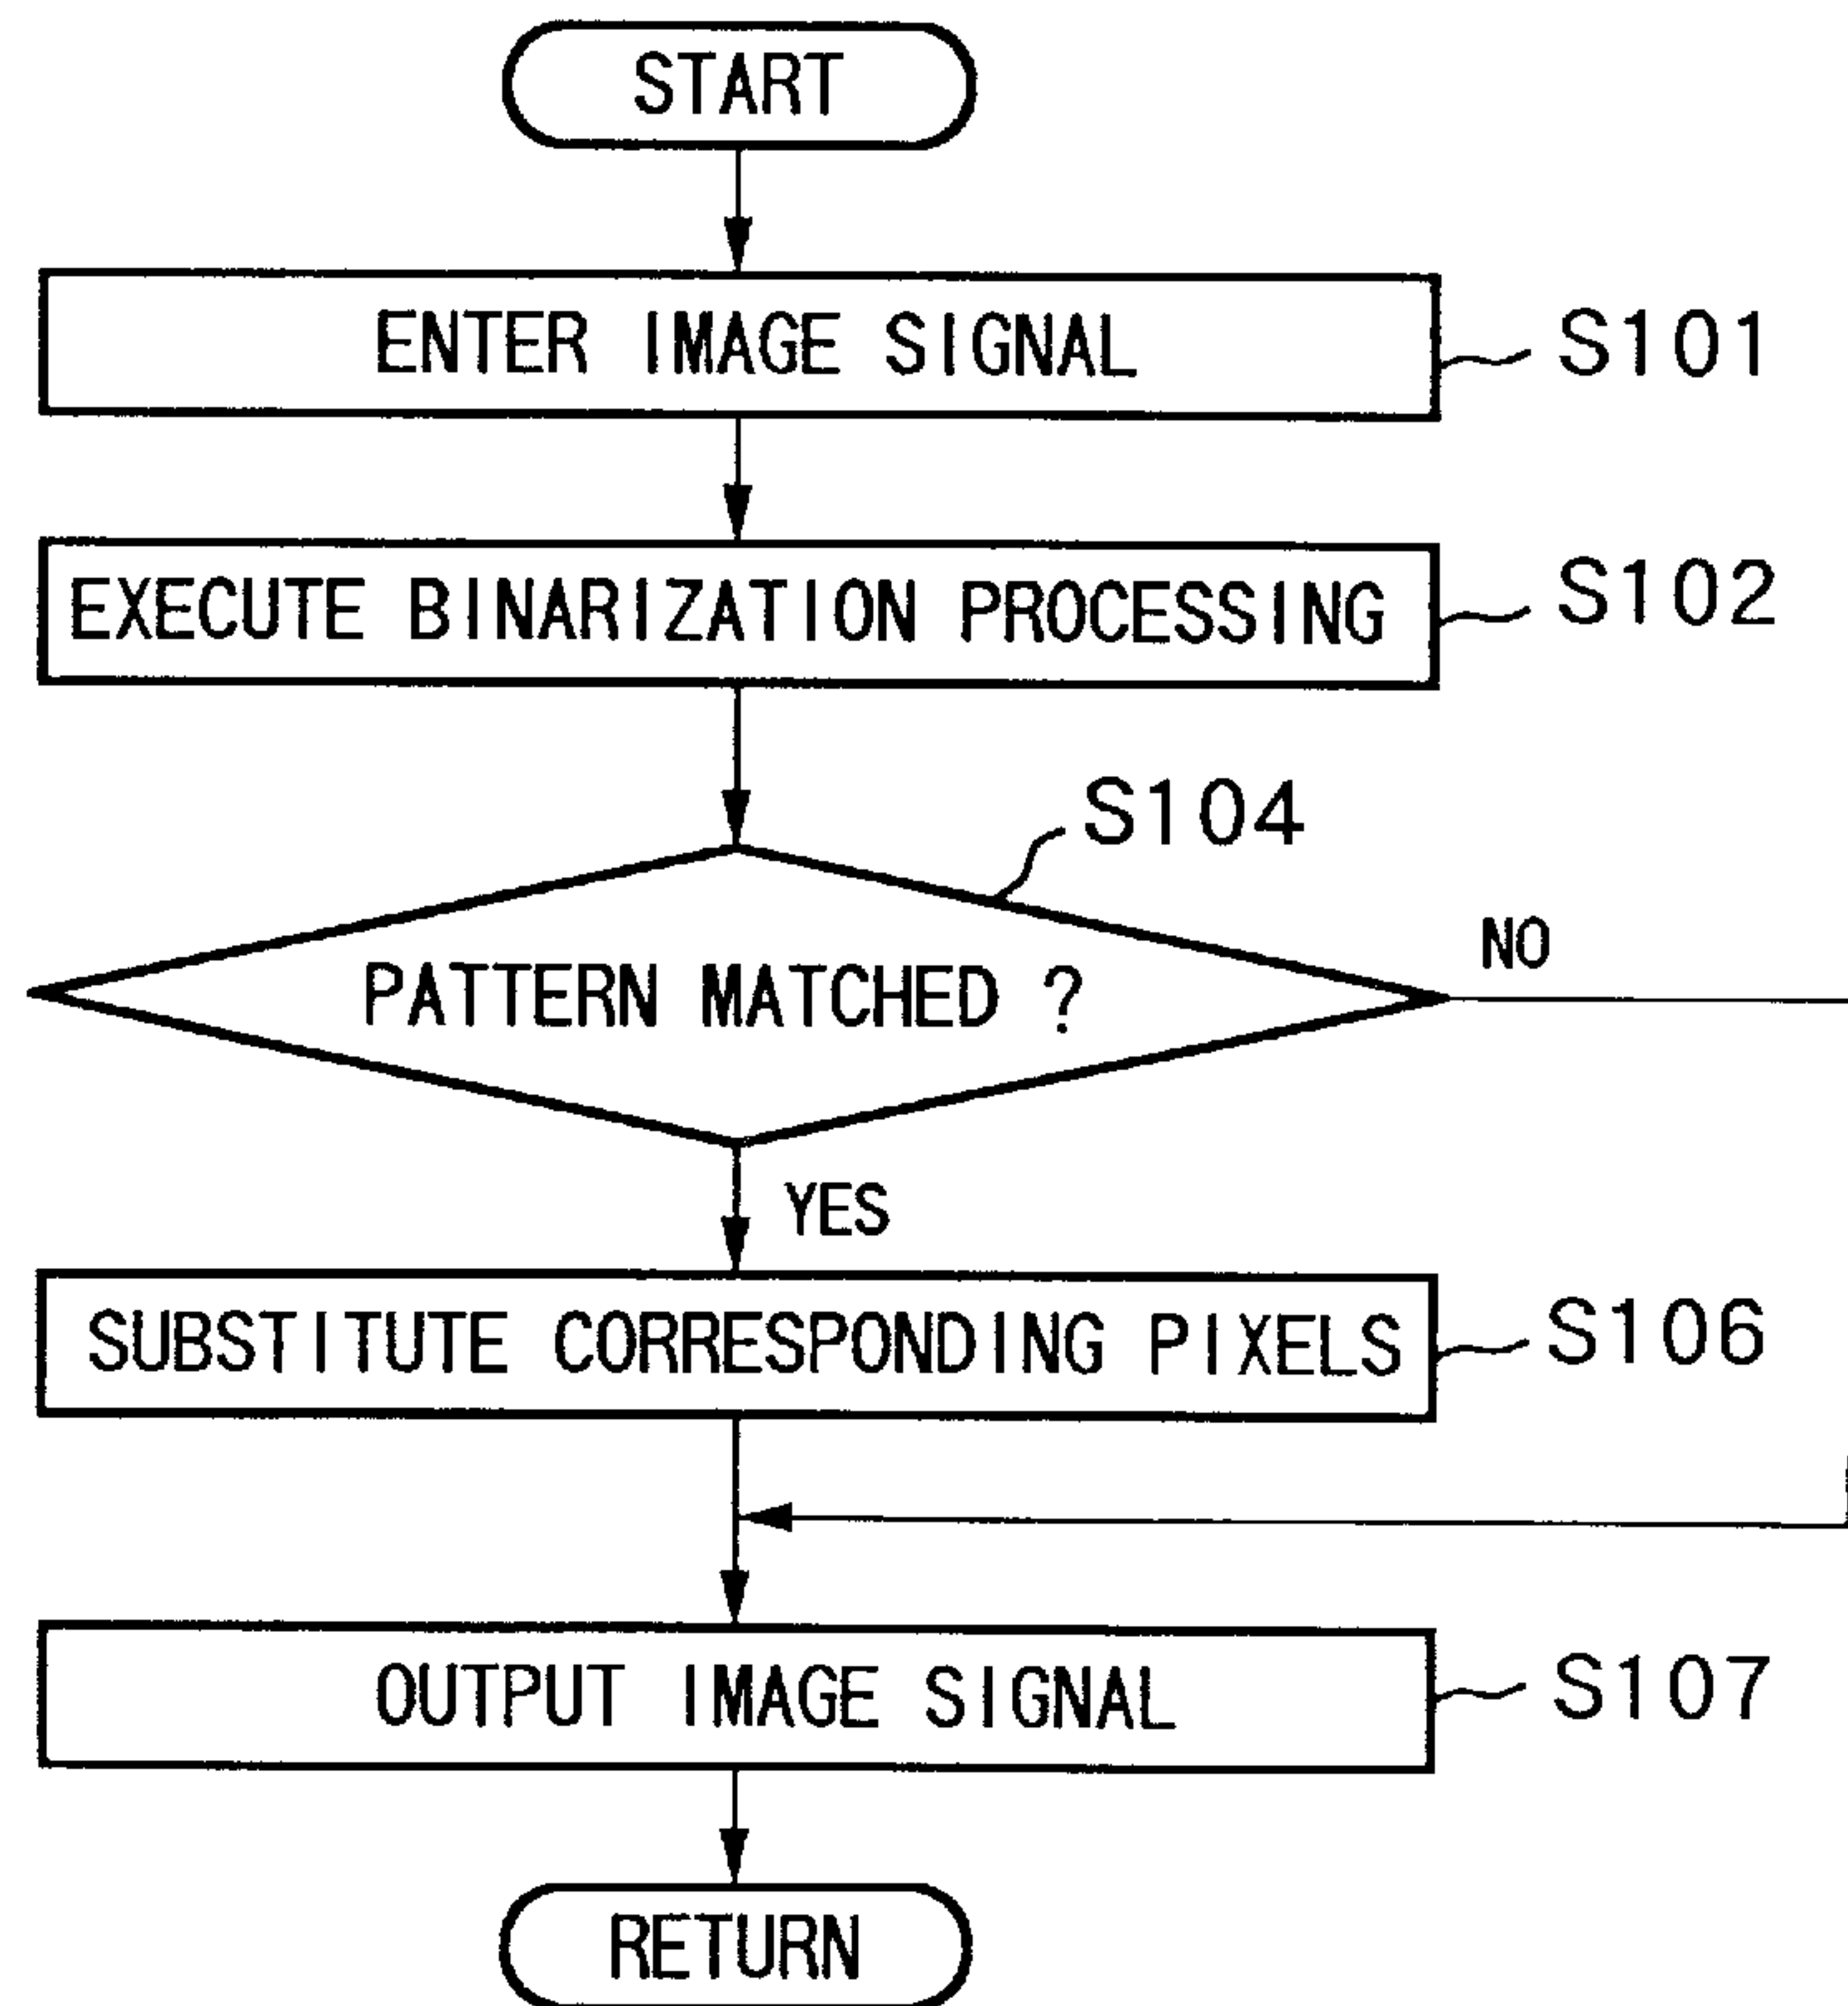 START
ENTER IMAGE SIGNAL
S101
EXECUTE BINARIZATION PROCESSING
S102
S104
PATTERN MATCHED ?
NO
YES
SUBSTITUTE CORRESPONDING PIXELS
S106
OUTPUT IMAGE SIGNAL
S107
RETURN